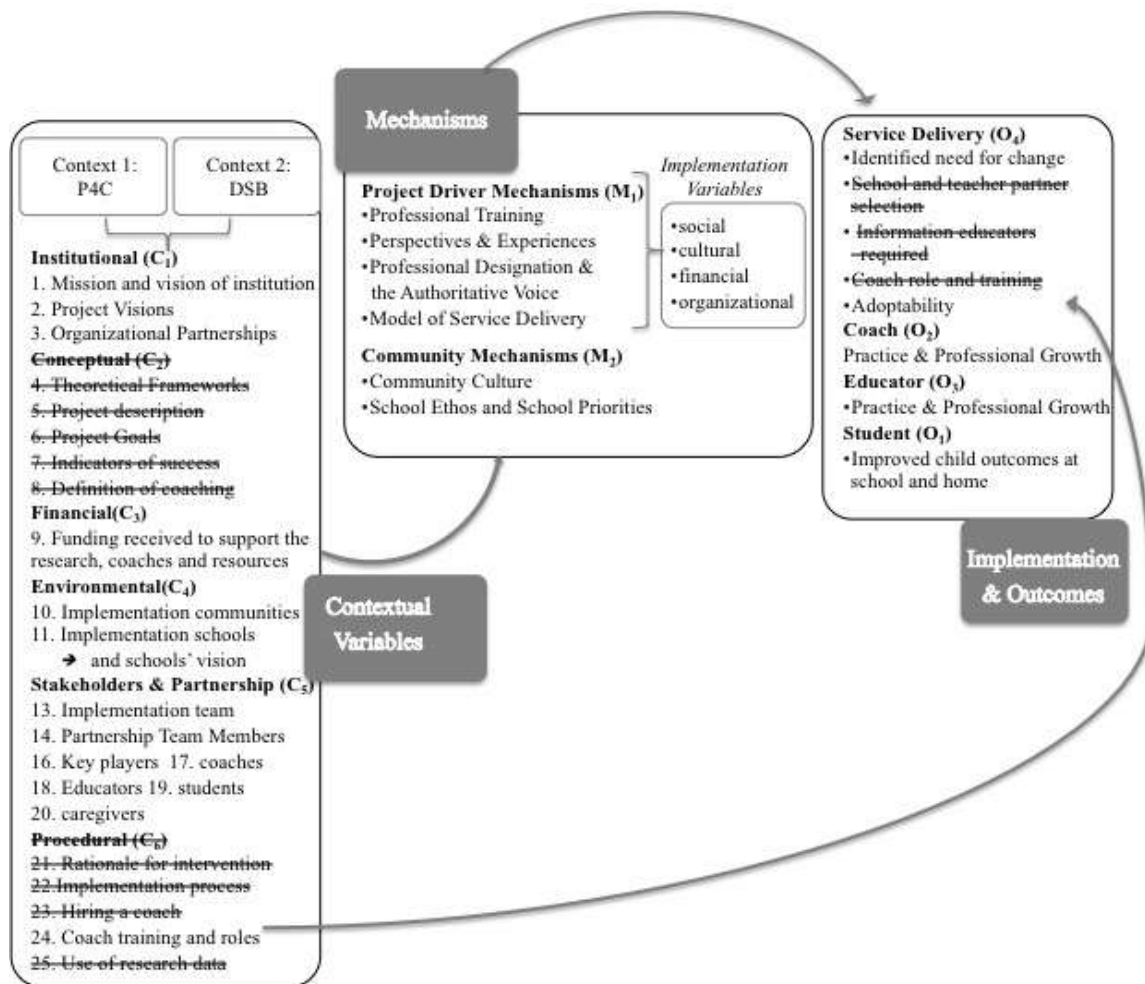 Context 1:
P4C
Context 2:
DSB
Institutional (C₁)
1. Mission and vision of institution
2. Project Visions
3. Organizational Partnerships
Conceptual (C₂)
4. Theoretical Frameworks
5. Project description
6. Project Goals
7. Indicators of success
8. Definition of coaching
Financial(C₃)
9. Funding received to support the
research, coaches and resources
Environmental(C₄)
10. Implementation communities
11. Implementation schools
➔ and schools' vision
Stakeholders & Partnership (C₅)
13. Implementation team
14. Partnership Team Members
16. Key players 17. coaches
18. Educators 19. students
20. caregivers
Procedural (C₆)
21. Rationale for intervention
22.Implementation process
23. Hiring a coach
24. Coach training and roles
25. Use of research data
Contextual
Variables
Mechanisms
Project Driver Mechanisms (M₁)
•Professional Training
•Perspectives & Experiences
•Professional Designation &
the Authoritative Voice
•Model of Service Delivery
Community Mechanisms (M₂)
•Community Culture
•School Ethos and School Priorities
Implementation
Variables
•social
•cultural
•financial
•organizational
Service Delivery (O₄)
•Identified need for change
•School and teacher partner
selection
• Information educators
required
•Coach role and training
•Adoptability
Coach (O₂)
Practice & Professional Growth
Educator (O₃)
•Practice & Professional Growth
Student (O₁)
•Improved child outcomes at
school and home
Implementation
& Outcomes